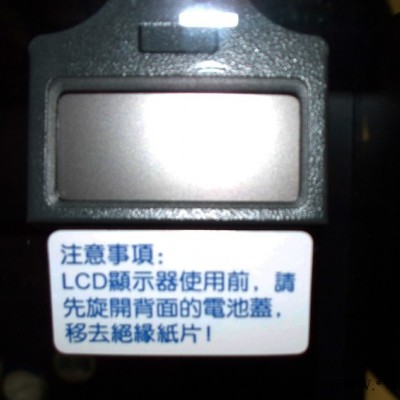 注意事項：
LCD顯示器使用前，請
先旋開背面的電池蓋，
移去絕緣紙片！